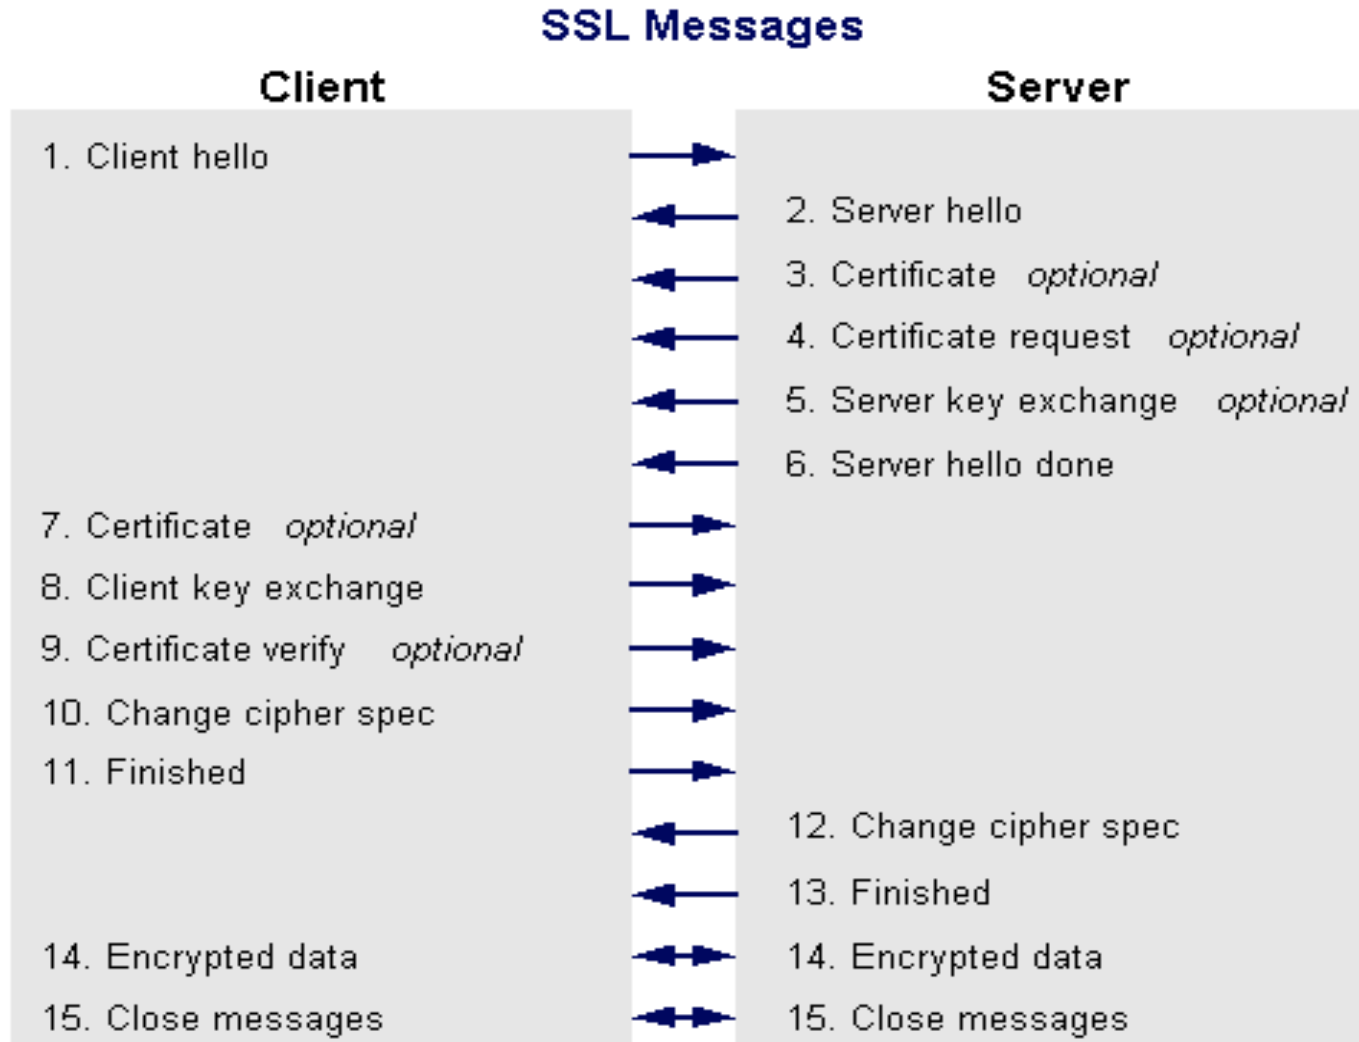 SSL Messages
Client Server
1. Client hello
2. Server hello
3. Certificate optional
4. Certificate request optional
5. Server key exchange optional
6. Server hello done
7. Certificate optional
8. Client key exchange
9. Certificate verify optional
10. Change cipher spec
11. Finished
12. Change cipher spec
13. Finished
14. Encrypted data 14. Encrypted data
15. Close messages 15. Close messages